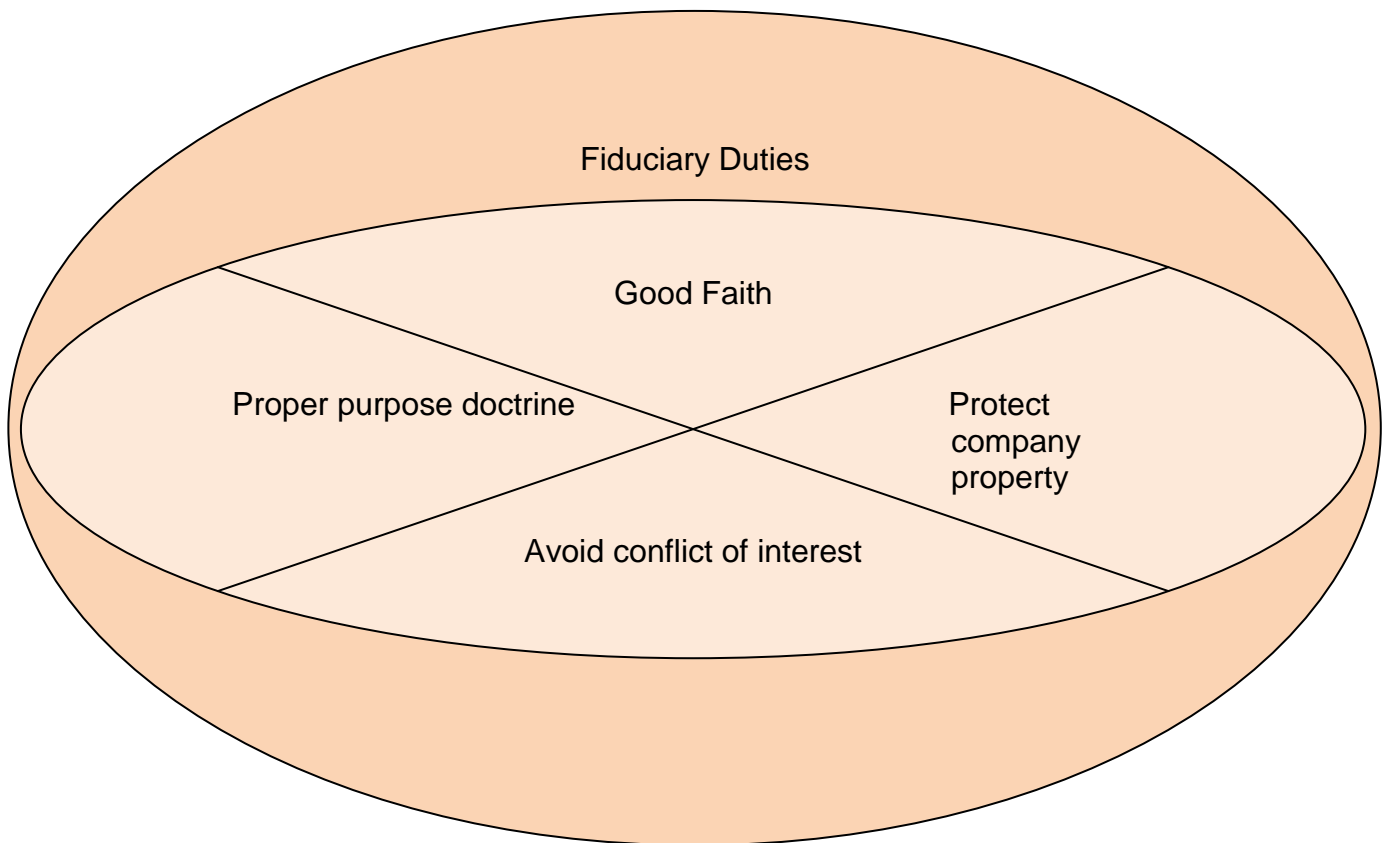 Fiduciary Duties
Good Faith
Proper purpose doctrine
Protect
company
property
Avoid conflict of interest